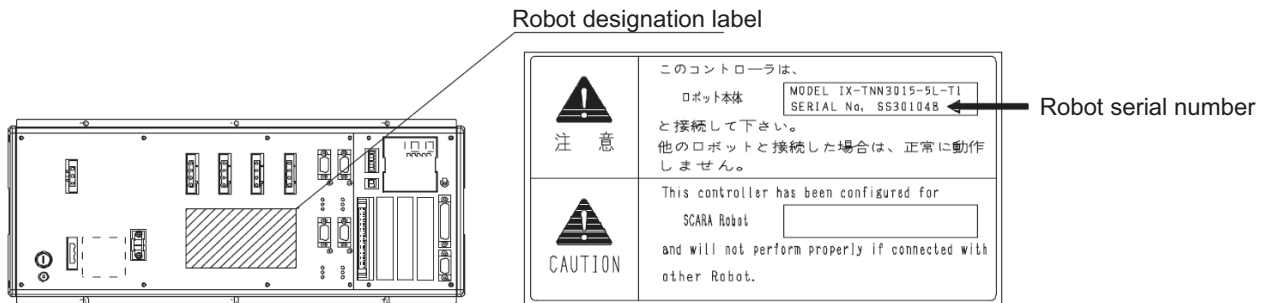 Robot designation label
このコントローラは、
ロボット本体
MODEL IX-TNN3015-5L-T1
SERIAL No. SS301048
Robot serial number
と接続して下さい。
他のロボットと接続した場合は、正常に動作
しません。
注 意
This controller has been configured for
SCARA Robot
and will not perform properly if connected with
other Robot.
CAUTION